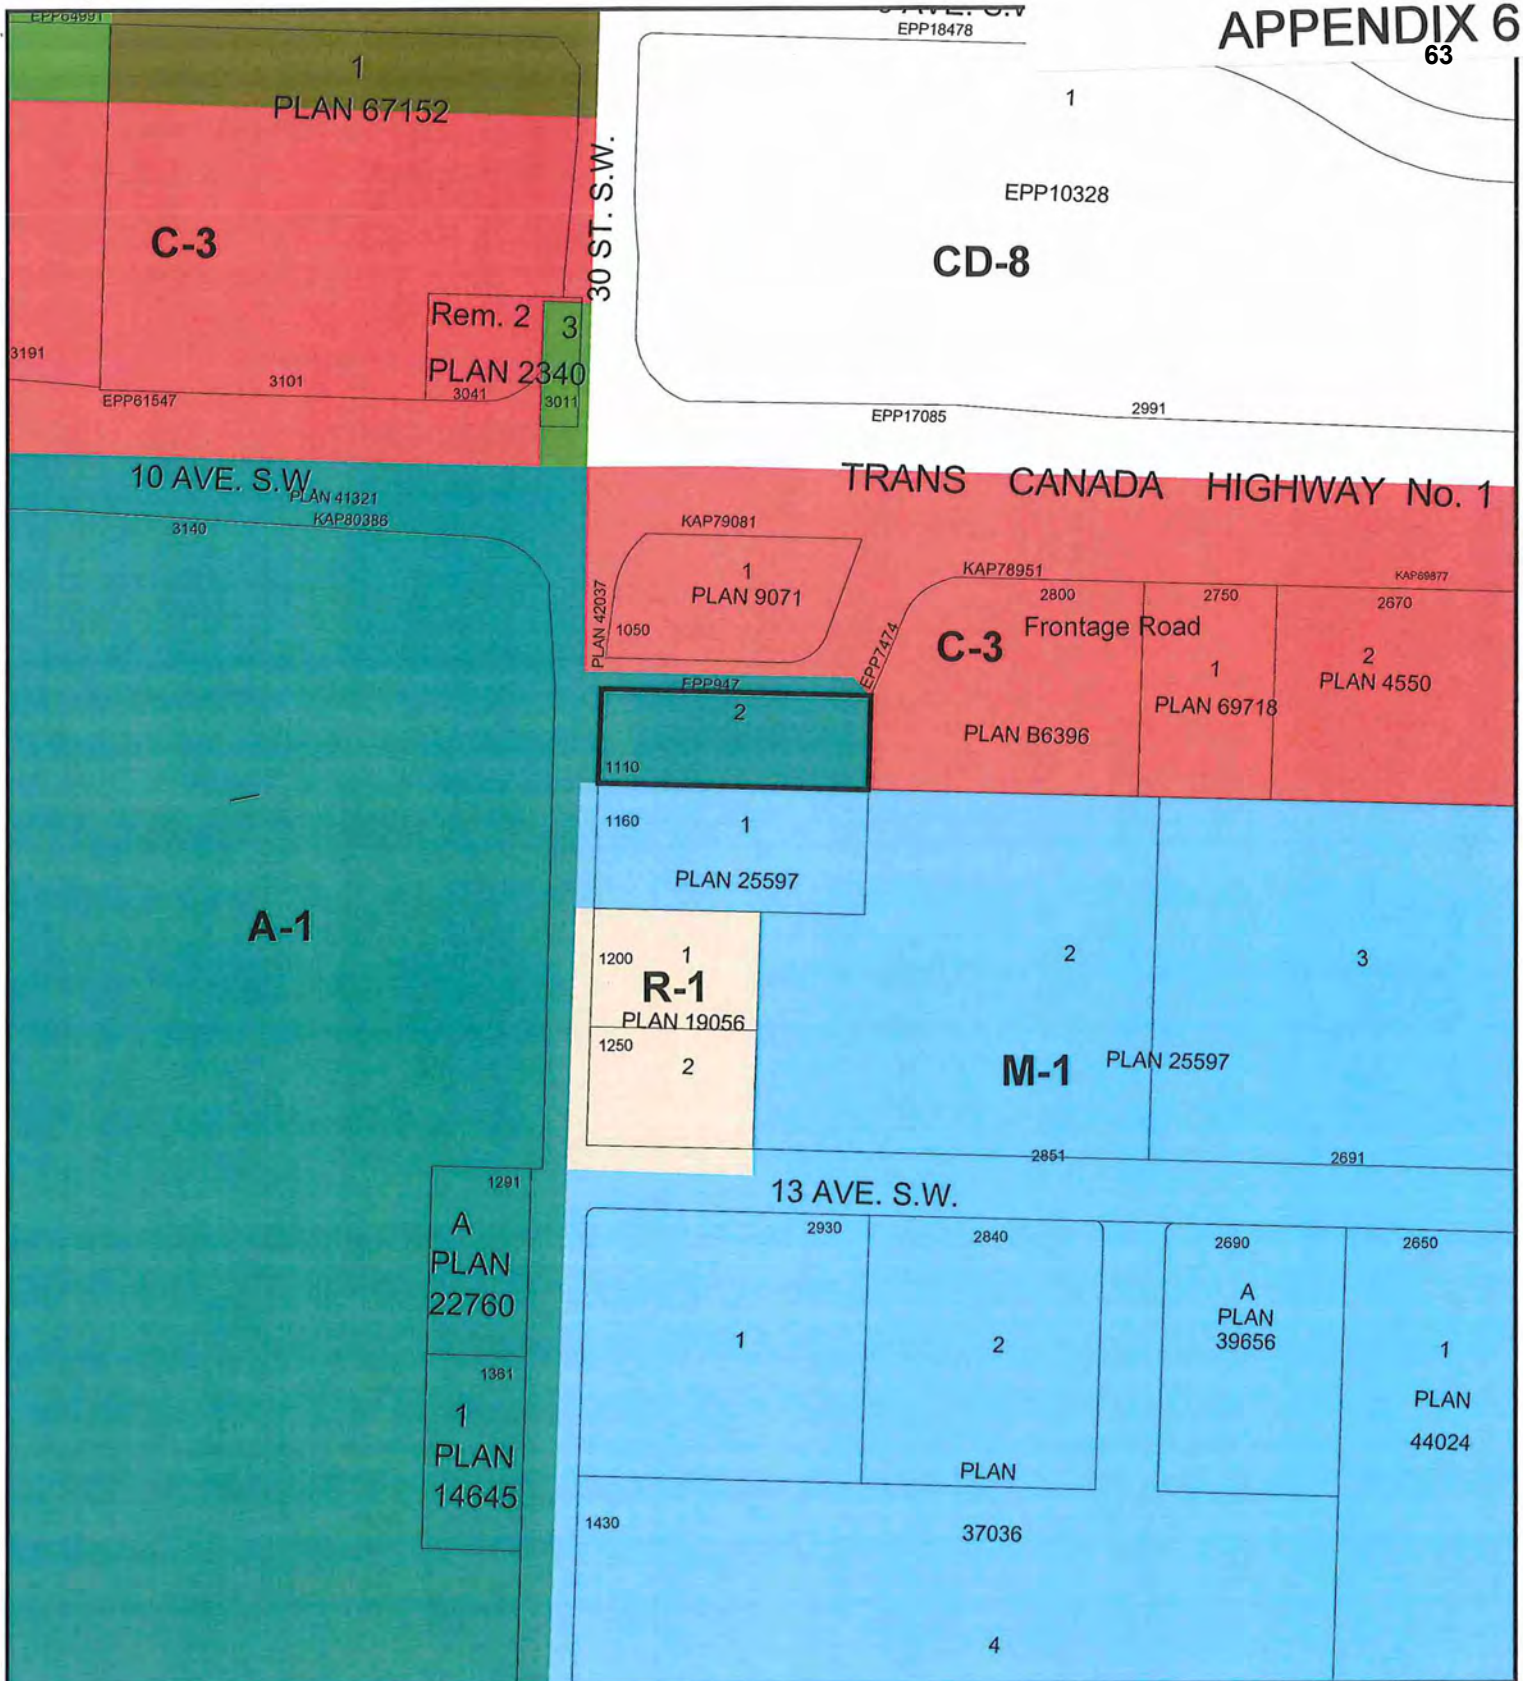 APPENDIX 6
63
EPP64991
EPP18478
1
PLAN 67152
1
EPP10328
30 ST. S.W.
C-3
CD-8
Rem. 2
3
PLAN 2340
3191
3101
3041
3011
EPP61547
EPP17085
2991
10 AVE. S.W.
PLAN 41321
KAP80386
3140
TRANS CANADA HIGHWAY No. 1
KAP79081
1
PLAN 9071
1050
PLAN 42037
KAP78951
KAP69877
2800
2750
2670
Frontage Road
C-3
EPP7474
1
PLAN 69718
2
PLAN 4550
PLAN B6396
EPP947
2
1110
1160
1
PLAN 25597
A-1
1200
1
R-1
PLAN 19056
1250
2
2
3
M-1
PLAN 25597
2851
2691
13 AVE. S.W.
1291
A
PLAN
22760
1361
1
PLAN
14645
2930
2840
2690
2650
1
2
A
PLAN
39656
1
PLAN
44024
PLAN
37036
1430
4